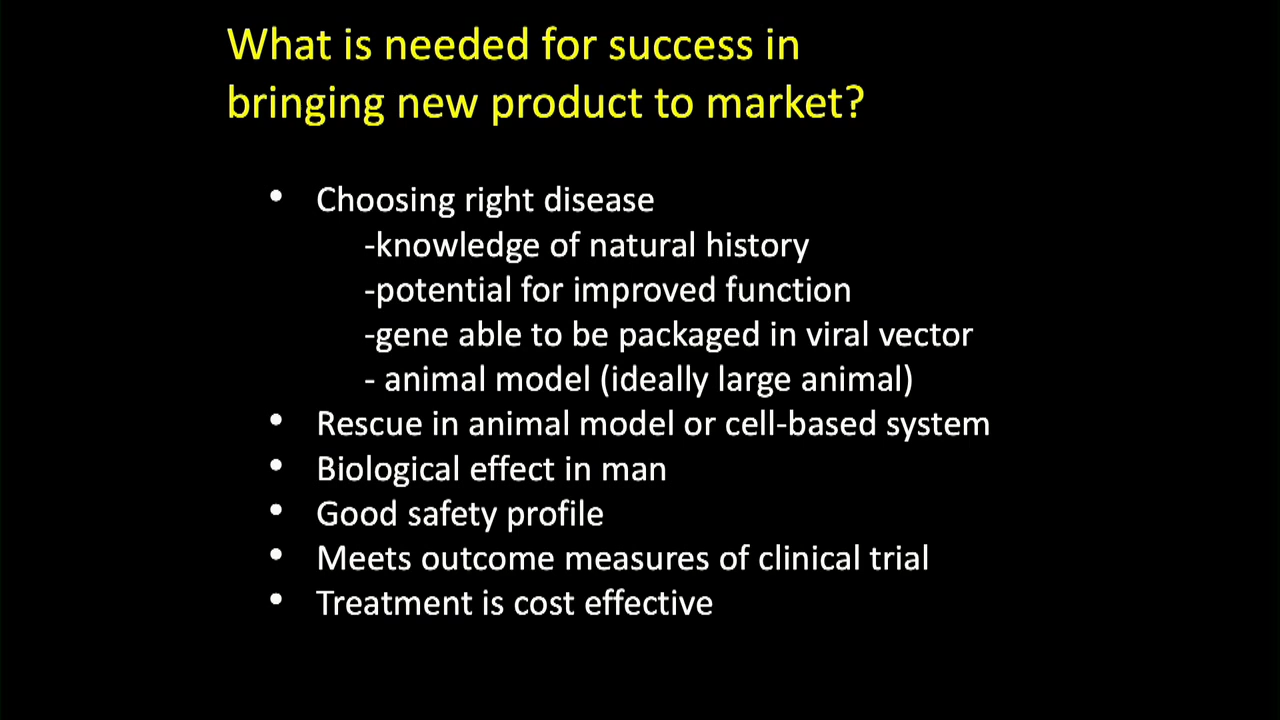 What is needed for success in
bringing new product to market?
• Choosing right disease
-knowledge of natural history
-potential for improved function
-gene able to be packaged in viral vector
- animal model (ideally large animal)
• Rescue in animal model or cell-based system
• Biological effect in man
• Good safety profile
• Meets outcome measures of clinical trial
• Treatment is cost effective